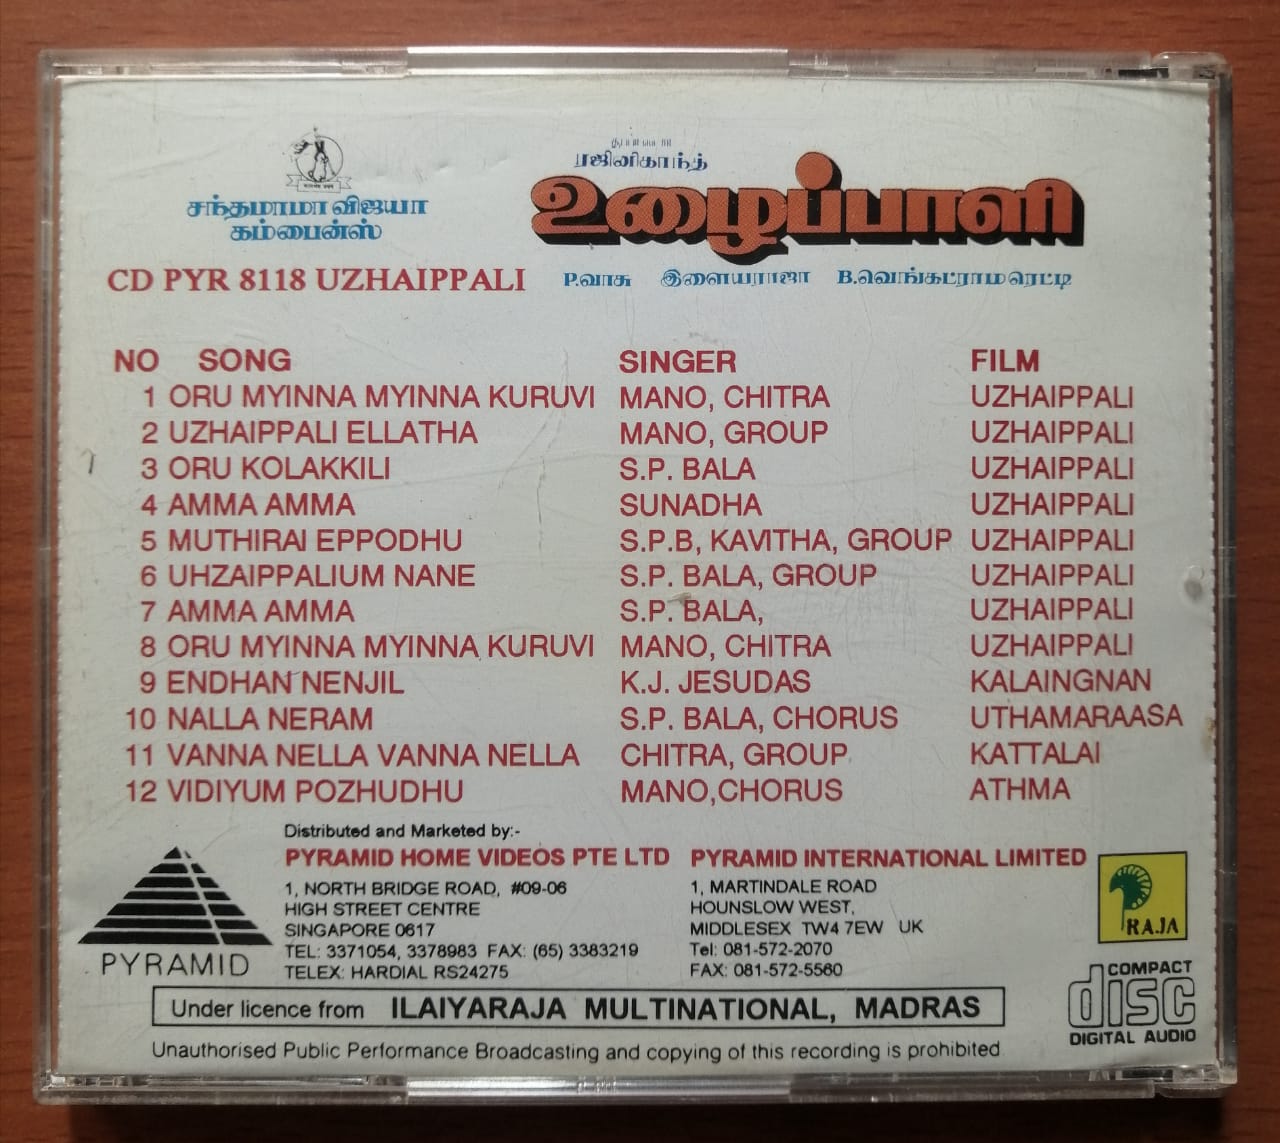 சூப்பர் ஸ்டார்
ரஜினிகாந்த்
உழைப்பாளி
சந்தமாமா விஜயா
கம்பைன்ஸ்
CD PYR 8118 UZHAIPPALI
P.வாசு இளையராஜா B.வெங்கட்ராமரெட்டி
NO SONG SINGER FILM
1 ORU MYINNA MYINNA KURUVI MANO, CHITRA UZHAIPPALI
2 UZHAIPPALI ELLATHA MANO, GROUP UZHAIPPALI
3 ORU KOLAKKILI S.P. BALA UZHAIPPALI
4 AMMA AMMA SUNADHA UZHAIPPALI
5 MUTHIRAI EPPODHU S.P.B, KAVITHA, GROUP UZHAIPPALI
6 UHZAIPPALIUM NANE S.P. BALA, GROUP UZHAIPPALI
7 AMMA AMMA S.P. BALA, UZHAIPPALI
8 ORU MYINNA MYINNA KURUVI MANO, CHITRA UZHAIPPALI
9 ENDHAN NENJIL K.J. JESUDAS KALAINGNAN
10 NALLA NERAM S.P. BALA, CHORUS UTHAMARAASA
11 VANNA NELLA VANNA NELLA CHITRA, GROUP KATTALAI
12 VIDIYUM POZHUDHU MANO,CHORUS ATHMA
Distributed and Marketed by:-
PYRAMID HOME VIDEOS PTE LTD
1, NORTH BRIDGE ROAD, #09-06
HIGH STREET CENTRE
SINGAPORE 0617
TEL: 3371054, 3378983 FAX: (65) 3383219
TELEX: HARDIAL RS24275
PYRAMID INTERNATIONAL LIMITED
1, MARTINDALE ROAD
HOUNSLOW WEST,
MIDDLESEX TW4 7EW UK
Tel: 081-572-2070
FAX: 081-572-5560
PYRAMID
RAJA
Under licence from ILAIYARAJA MULTINATIONAL, MADRAS
COMPACT
disc
DIGITAL AUDIO
Unauthorised Public Performance Broadcasting and copying of this recording is prohibited